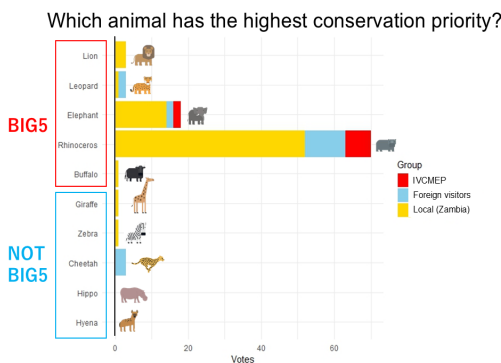 Which animal has the highest conservation priority?
BIG5
Lion
Leopard
Elephant
Rhinoceros
Buffalo
NOT
BIG5
Giraffe
Zebra
Cheetah
Hippo
Hyena
Group
IVCMEP
Foreign visitors
Local (Zambia)
0
20
40
60
Votes